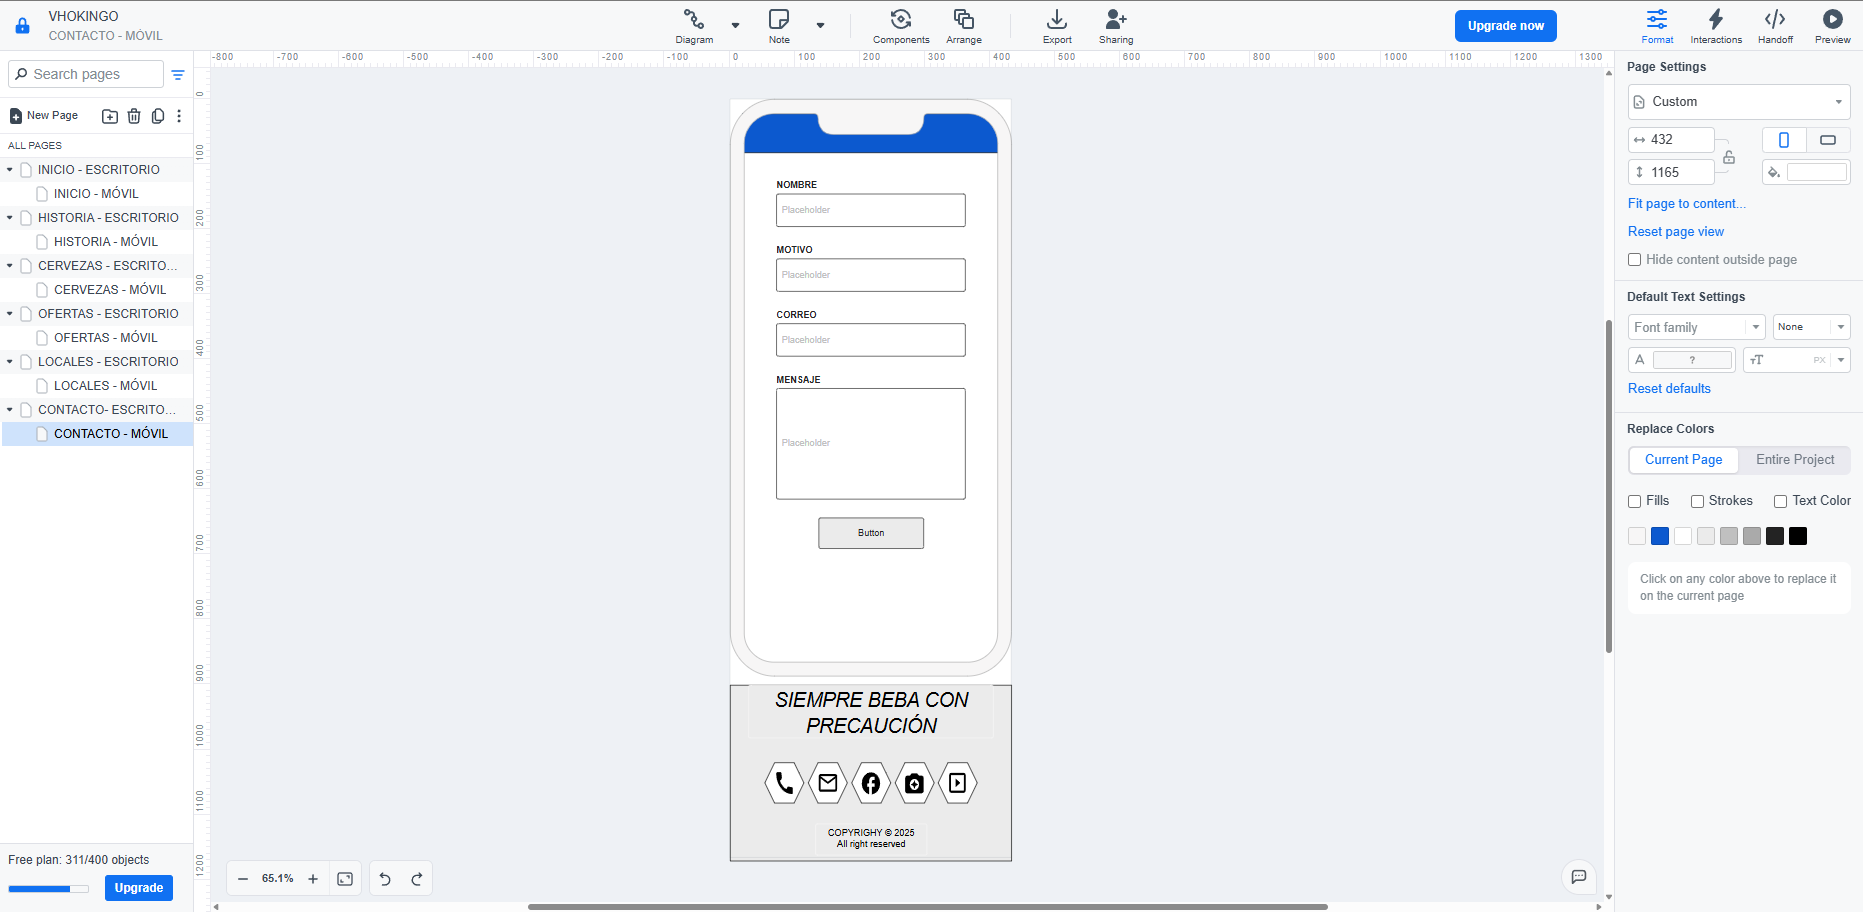 VHOKINGO
CONTACTO - MÓVIL
Diagram
Note
Components
Arrange
Export
Sharing
Upgrade now
Format
Interactions
Handoff
Preview
Search pages
New Page
ALL PAGES
INICIO - ESCRITORIO
INICIO - MÓVIL
HISTORIA - ESCRITORIO
HISTORIA - MÓVIL
CERVEZAS - ESCRITO...
CERVEZAS - MÓVIL
OFERTAS - ESCRITORIO
OFERTAS - MÓVIL
LOCALES - ESCRITORIO
LOCALES - MÓVIL
CONTACTO- ESCRITO...
CONTACTO - MÓVIL
Free plan: 311/400 objects
Upgrade
-800 -700 -600 -500 -400 -300 -200 -100 0 100 200 300 400 500 600 700 800 900 1000 1100 1200 1300
0
100
200
300
400
500
600
700
800
900
1000
1100
1200
NOMBRE
Placeholder
MOTIVO
Placeholder
CORREO
Placeholder
MENSAJE
Placeholder
Button
SIEMPRE BEBA CON
PRECAUCIÓN
COPYRIGHY © 2025
All right reserved
65.1%
Page Settings
Custom
432
1165
Fit page to content...
Reset page view
Hide content outside page
Default Text Settings
Font family
None
A ?
TT PX
Reset defaults
Replace Colors
Current Page
Entire Project
Fills
Strokes
Text Color
Click on any color above to replace it
on the current page